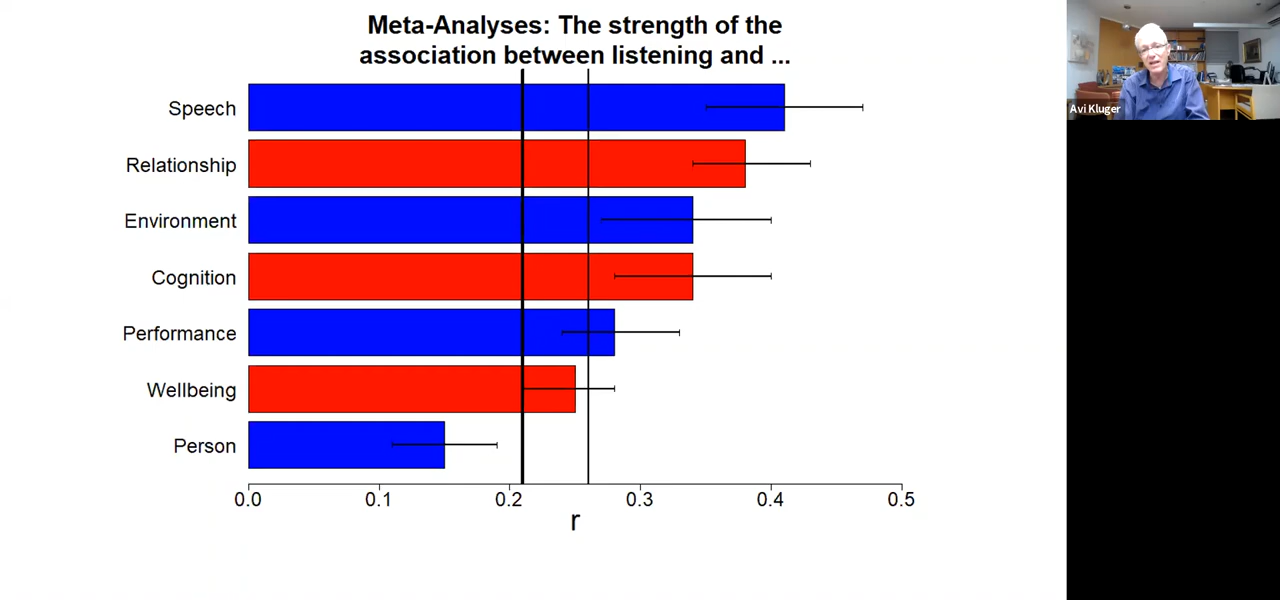 Meta-Analyses: The strength of the
association between listening and ...
Speech
Relationship
Environment
Cognition
Performance
Wellbeing
Person
0.0 0.1 0.2 0.3 0.4 0.5
r
Avi Kluger